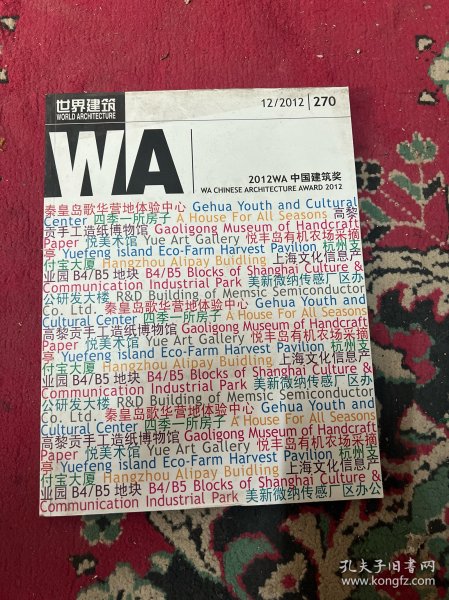 世界建筑
WORLD ARCHITECTURE
12/2012 270
WA
2012WA 中国建筑奖
WA CHINESE ARCHITECTURE AWARD 2012
秦皇岛歌华营地体验中心 Gehua Youth and Cultural
Center 四季一所房子 A House For All Seasons 高黎
贡手工造纸博物馆 Gaoligong Museum of Handcraft
Paper 悦美术馆 Yue Art Gallery 悦丰岛有机农场采摘
亭 Yuefeng island Eco-Farm Harvest Pavilion 杭州支
付宝大厦 Hangzhou Alipay Buidling 上海文化信息产
业园 B4/B5 地块 B4/B5 Blocks of Shanghai Culture &
Communication Industrial Park 美新微纳传感厂区办
公研发大楼 R&D Building of Memsic Semiconductor
Co. Ltd. 秦皇岛歌华营地体验中心 Gehua Youth and
Cultural Center 四季一所房子 A House For All Seasons
高黎贡手工造纸博物馆 Gaoligong Museum of Handcraft
Paper 悦美术馆 Yue Art Gallery 悦丰岛有机农场采摘
亭 Yuefeng island Eco-Farm Harvest Pavilion 杭州支
付宝大厦 Hangzhou Alipay Buidling 上海文化信息产
业园 B4/B5 地块 B4/B5 Blocks of Shanghai Culture &
Communication Industrial Park 美新微纳传感厂区办
公研发大楼 R&D Building of Memsic Semiconductor
Co. Ltd. 秦皇岛歌华营地体验中心 Gehua Youth and
Cultural Center 四季一所房子 A House For All Seasons
高黎贡手工造纸博物馆 Gaoligong Museum of Handcraft
Paper 悦美术馆 Yue Art Gallery 悦丰岛有机农场采摘
亭 Yuefeng island Eco-Farm Harvest Pavilion 杭州支
付宝大厦 Hangzhou Alipay Buidling 上海文化信息产
业园 B4/B5 地块 B4/B5 Blocks of Shanghai Culture &
Communication Industrial Park 美新微纳传感厂区办公
孔夫子旧书网
www.kongfz.com